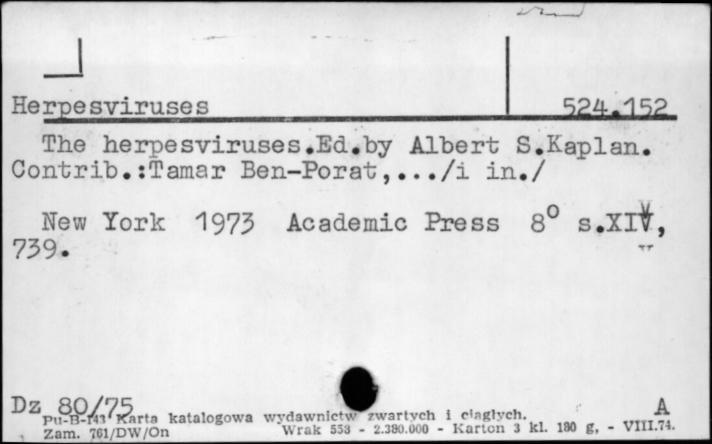 Herpesviruses 524.152
The herpesviruses.Ed.by Albert S.Kaplan.
Contrib.:Tamar Ben-Porat,.../i in./
New York 1973 Academic Press 8° s.XIV,
739.
Dz 80/75 A
Pu-B-143 Karta katalogowa wydawnictw zwartych i ciągłych.
Zam. 761/DW/On Wrak 553 - 2.380.000 - Karton 3 kl. 180 g, - VIII.74.